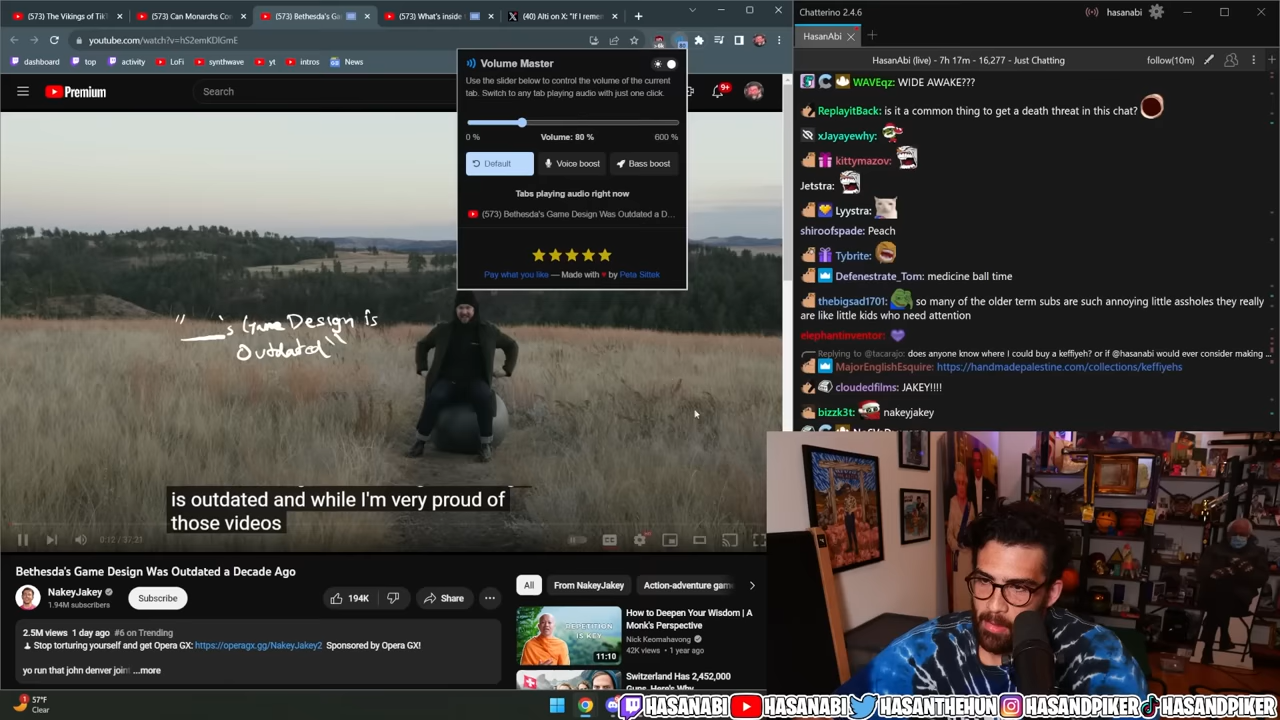 (573) The Vikings of TikT
(573) Can Monarchs Co
(573) Bethesda's Ga
(573) What's inside
(40) Alti on X: "If I reme
youtube.com/watch?v=hS2emKDlGmE
dashboard
top
activity
LoFi
synthwave
yt
intros
News
Premium
Search
9+
Volume Master
Use the slider below to control the volume of the current
tab. Switch to any tab playing audio with just one click.
0 %
Volume: 80 %
600 %
Default
Voice boost
Bass boost
Tabs playing audio right now
(573) Bethesda's Game Design Was Outdated a D...
Pay what you like — Made with ♥ by Peta Sittek
"____'s Game Design is
Outdated"
is outdated and while I'm very proud of
those videos
0:12 / 37:21
Bethesda's Game Design Was Outdated a Decade Ago
NakeyJakey
1.94M subscribers
Subscribe
194K
Share
2.5M views 1 day ago #6 on Trending
Stop torturing yourself and get Opera GX: https://operagx.gg/NakeyJakey2 Sponsored by Opera GX!
yo run that john denver joint ...more
All
From NakeyJakey
Action-adventure gam
REPETITION
IS KEY
11:10
How to Deepen Your Wisdom | A
Monk's Perspective
Nick Keomahavong
42K views • 1 year ago
Switzerland Has 2,452,000
Guns. Here's Why
57°F
Clear
Chatterino 2.4.6
hasanabi
HasanAbi
HasanAbi (live) - 7h 17m - 16,277 - Just Chatting
follow(10m)
WAVEqz: WIDE AWAKE???
ReplayitBack: is it a common thing to get a death threat in this chat?
xJayayewhy:
kittymazov:
Jetstra:
Lyystra:
shiroofspade: Peach
Tybrite:
Defenestrate_Tom: medicine ball time
thebigsad1701: so many of the older term subs are such annoying little assholes they really
are like little kids who need attention
elephantinventor:
Replying to @tacarajo: does anyone know where I could buy a keffiyeh? or if @hasanabi would ever consider making ...
MajorEnglishEsquire: https://handmadepalestine.com/collections/keffiyehs
cloudedfilms: JAKEY!!!!
bizzk3t: nakeyjakey
HASANABI
HASANABI
HASANTHEHUN
HASANDPIKER
HASANDPIKER